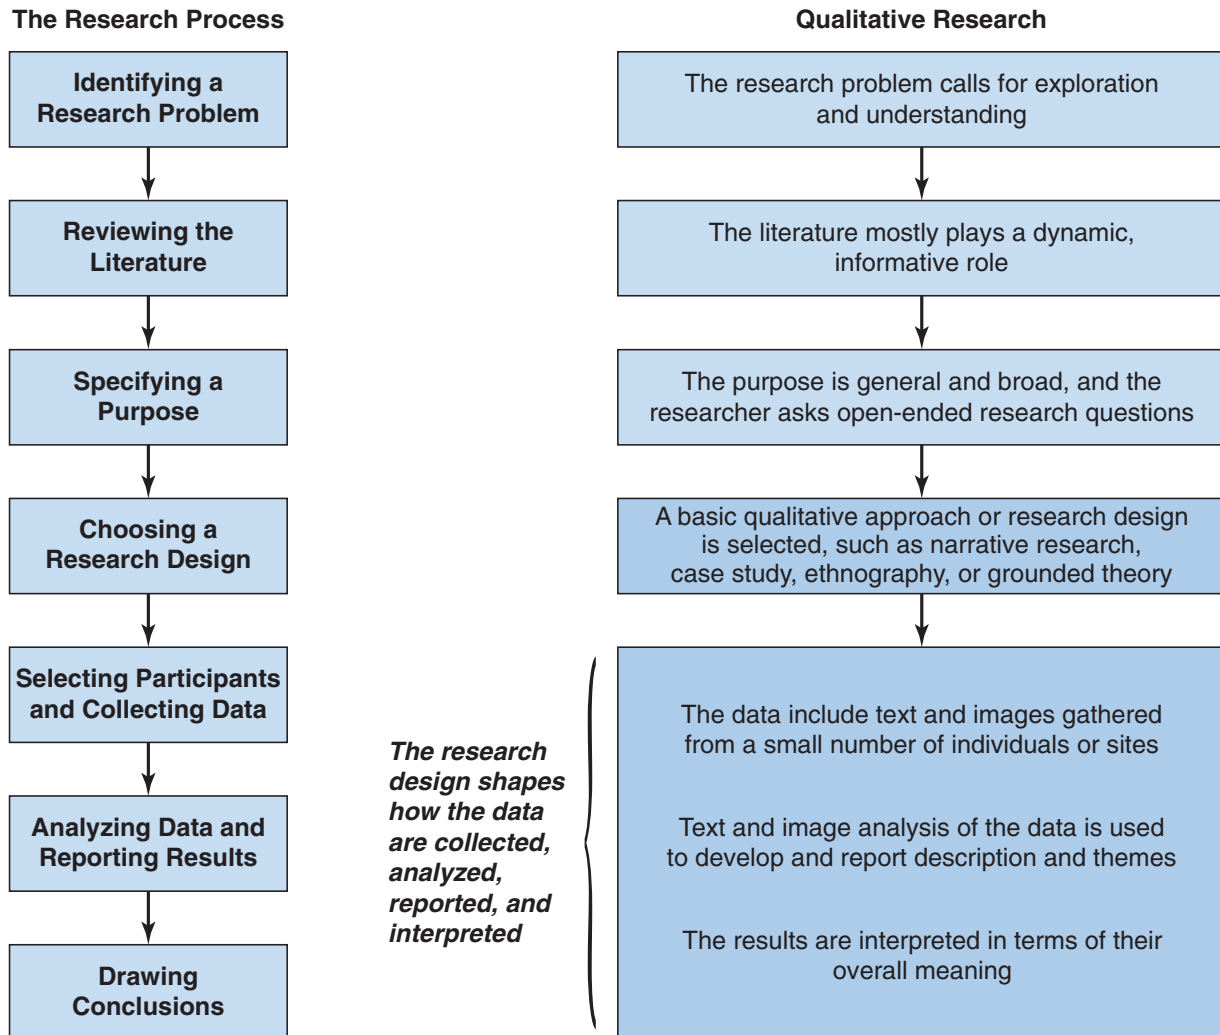 The Research Process
Identifying a
Research Problem
Reviewing the
Literature
Specifying a
Purpose
Choosing a
Research Design
Selecting Participants
and Collecting Data
Analyzing Data and
Reporting Results
Drawing
Conclusions
The research
design shapes
how the data
are collected,
analyzed,
reported, and
interpreted
Qualitative Research
The research problem calls for exploration
and understanding
The literature mostly plays a dynamic,
informative role
The purpose is general and broad, and the
researcher asks open-ended research questions
A basic qualitative approach or research design
is selected, such as narrative research,
case study, ethnography, or grounded theory
The data include text and images gathered
from a small number of individuals or sites
Text and image analysis of the data is used
to develop and report description and themes
The results are interpreted in terms of their
overall meaning